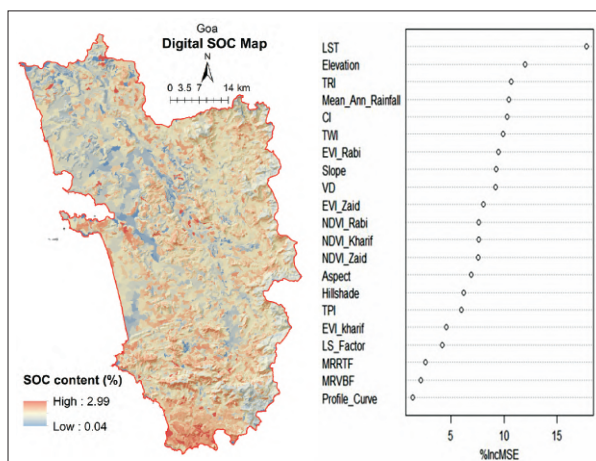 Goa
Digital SOC Map
N
0 3.5 7 14 km
SOC content (%)
High : 2.99
Low : 0.04
LST
Elevation
TRI
Mean_Ann_Rainfall
CI
TWI
EVI_Rabi
Slope
VD
EVI_Zaid
NDVI_Rabi
NDVI_Kharif
NDVI_Zaid
Aspect
Hillshade
TPI
EVI_kharif
LS_Factor
MRRTF
MRVBF
Profile_Curve
5 10 15
%IncMSE